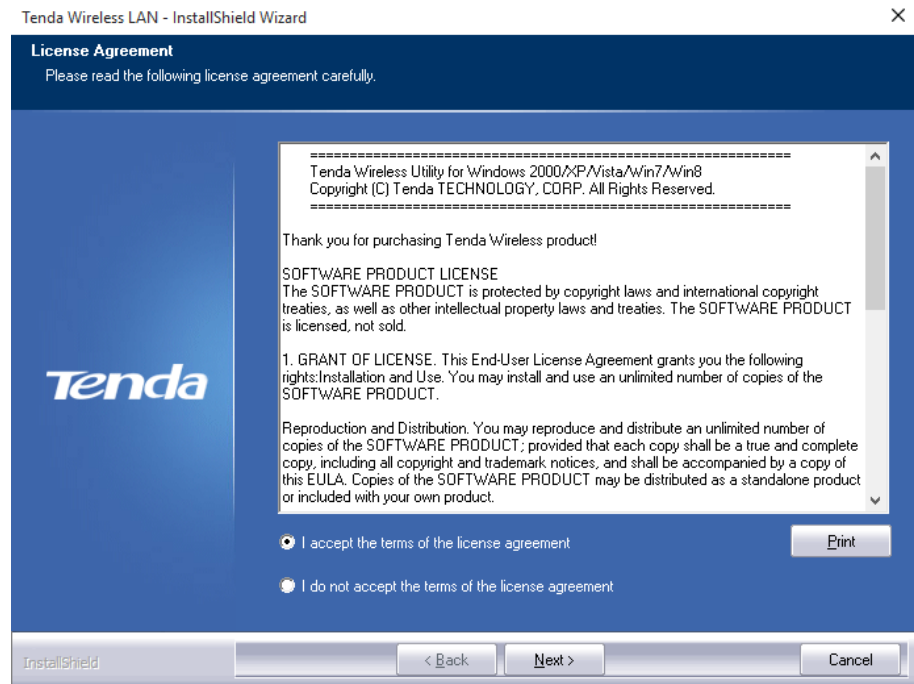 Tenda Wireless LAN - InstallShield Wizard
License Agreement
Please read the following license agreement carefully.
==============================================================
Tenda Wireless Utility for Windows 2000/XP/Vista/Win7/Win8
Copyright (C) Tenda TECHNOLOGY, CORP. All Rights Reserved.
==============================================================
Thank you for purchasing Tenda Wireless product!
SOFTWARE PRODUCT LICENSE
The SOFTWARE PRODUCT is protected by copyright laws and international copyright
treaties, as well as other intellectual property laws and treaties. The SOFTWARE PRODUCT
is licensed, not sold.
1. GRANT OF LICENSE. This End-User License Agreement grants you the following
rights:Installation and Use. You may install and use an unlimited number of copies of the
SOFTWARE PRODUCT.
Reproduction and Distribution. You may reproduce and distribute an unlimited number of
copies of the SOFTWARE PRODUCT; provided that each copy shall be a true and complete
copy, including all copyright and trademark notices, and shall be accompanied by a copy of
this EULA. Copies of the SOFTWARE PRODUCT may be distributed as a standalone product
or included with your own product.
Tenda
I accept the terms of the license agreement
Print
I do not accept the terms of the license agreement
InstallShield
< Back
Next >
Cancel